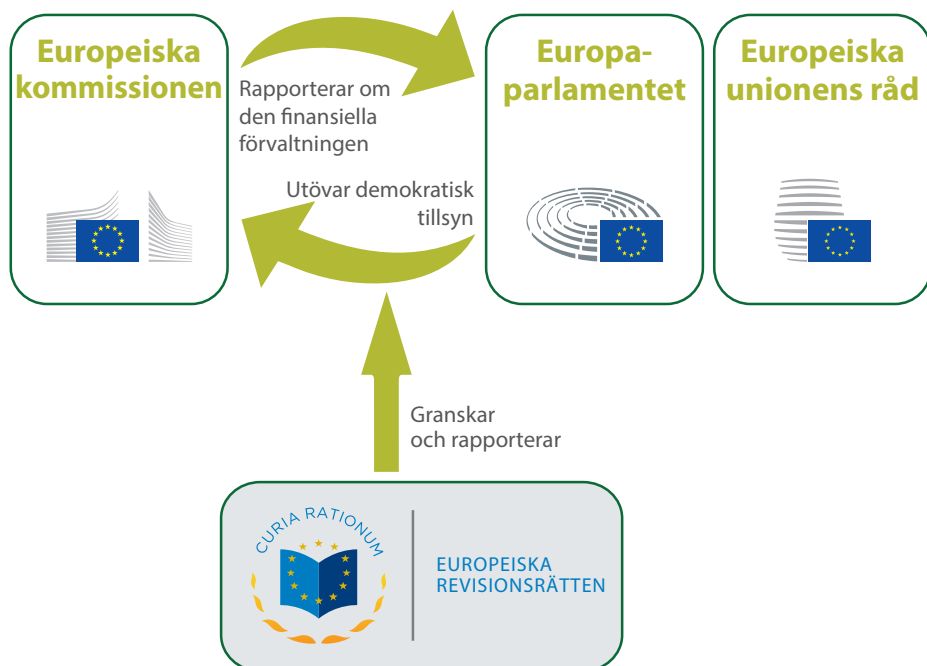 Europeiska
kommissionen
Rapporterar om
den finansiella
förvaltningen
Utövar demokratisk
tillsyn
Europa-
parlamentet
Europeiska
unionens råd
Granskar
och rapporterar
CURIA RATIONUM
EUROPEISKA
REVISIONSRÄTTEN